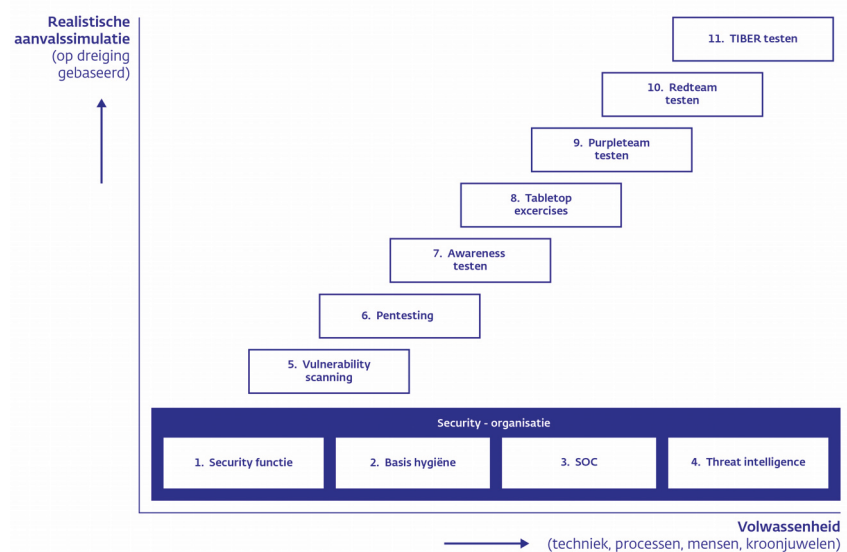 Realistische
aanvalssimulatie
(op dreiging
gebaseerd)
11. TIBER testen
10. Redteam
testen
9. Purpleteam
testen
8. Tabletop
excercises
7. Awareness
testen
6. Pentesting
5. Vulnerability
scanning
Security - organisatie
1. Security functie
2. Basis hygiëne
3. SOC
4. Threat intelligence
Volwassenheid
(techniek, processen, mensen, kroonjuwelen)